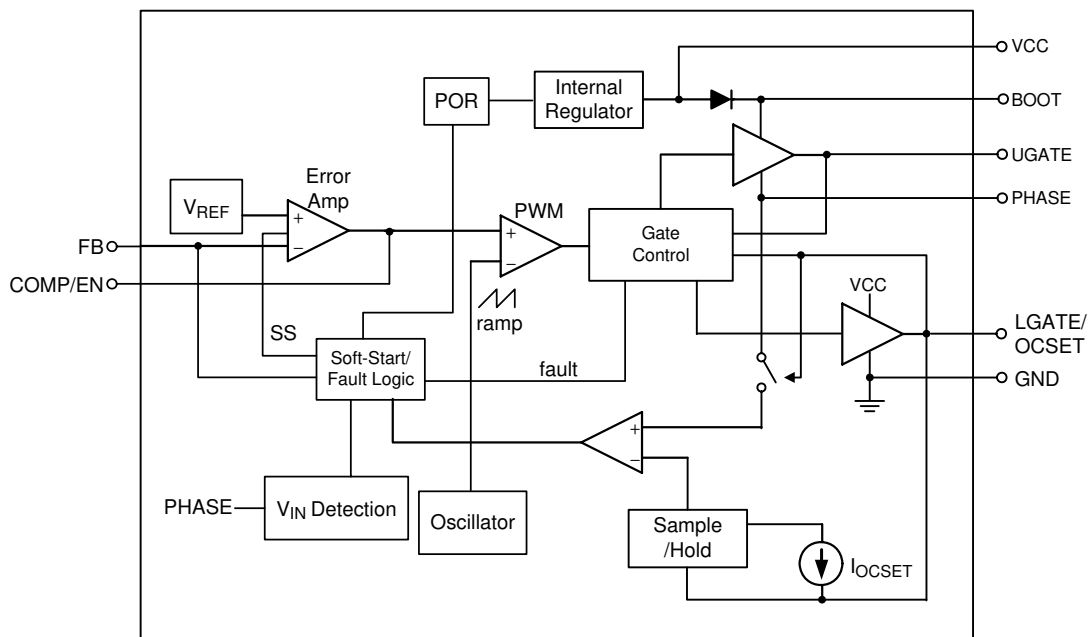 VCC
Internal
Regulator
POR
BOOT
UGATE
Error
Amp
VREF
PWM
PHASE
+
−
+
−
Gate
Control
FB
COMP/EN
VCC
ramp
SS
LGATE/
OCSET
Soft-Start/
Fault Logic
fault
GND
+
−
PHASE
VIN Detection
Oscillator
Sample
/Hold
IOCSET